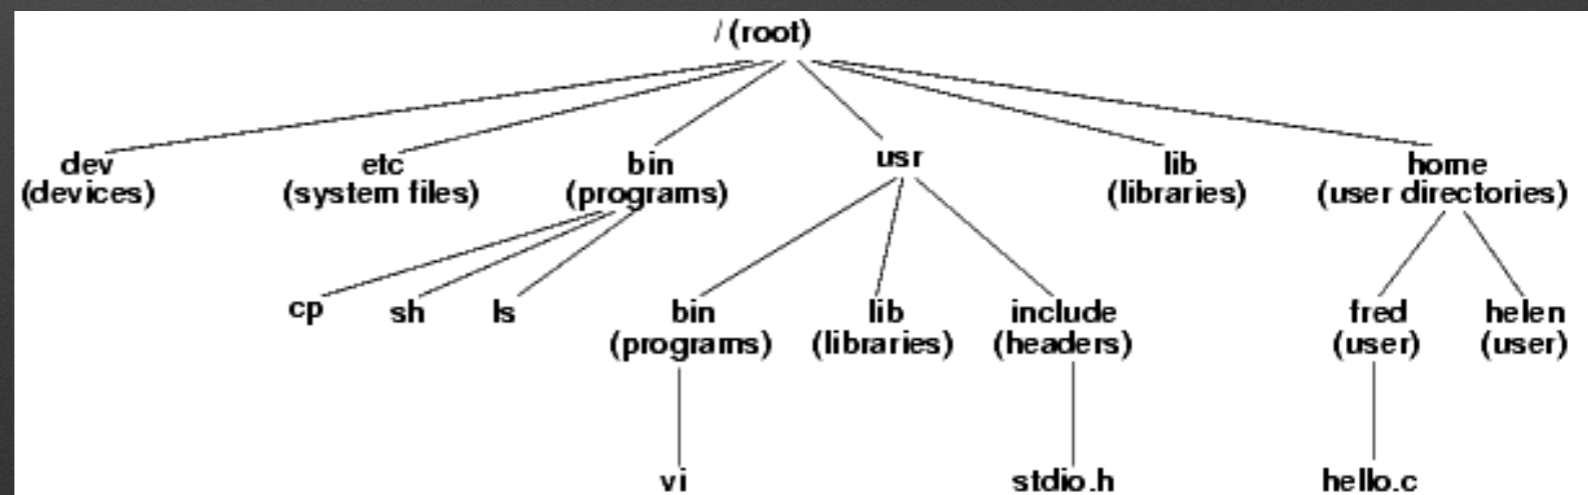 / (root)
dev etc bin usr lib home
(devices) (system files) (programs) (libraries) (user directories)
cp sh ls bin lib include fred helen
(programs) (libraries) (headers) (user) (user)
vi stdio.h hello.c